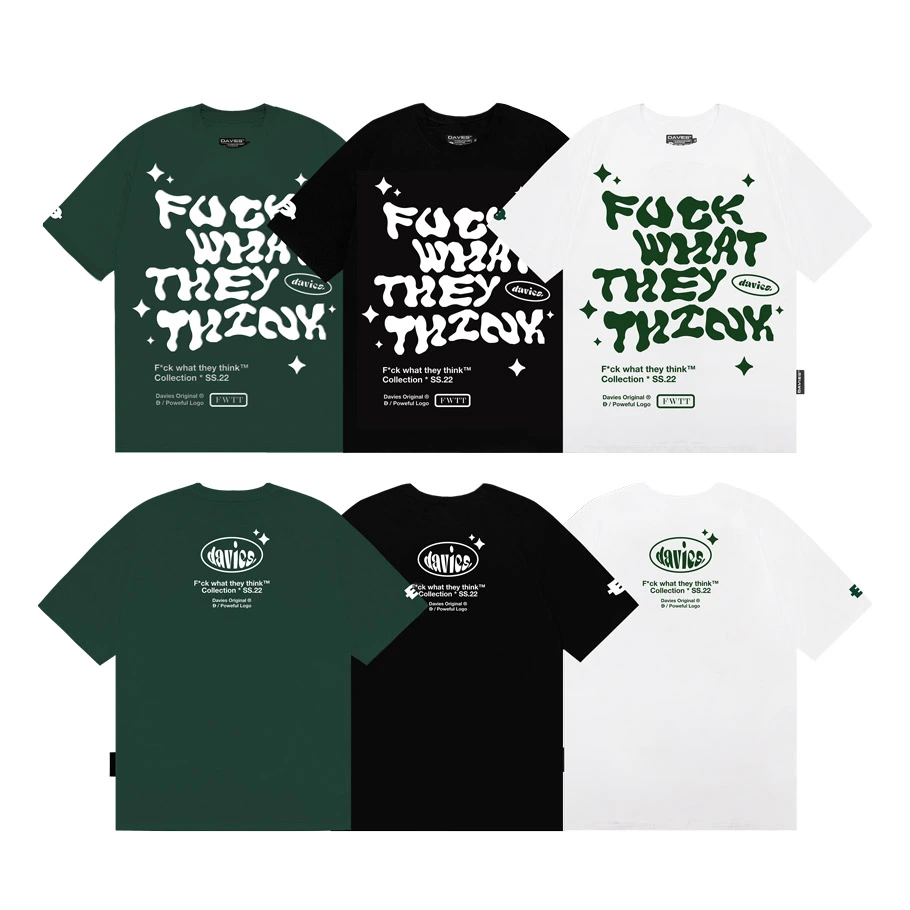 DAVIES
FUCK
WHAT
THEY
davies.
THINK
F*ck what they think™
Collection * SS.22
Davies Original ®
Đ / Poweful Logo
FWTT
DAVIES
FUCK
WHAT
THEY
davies.
THINK
F*ck what they think™
Collection * SS.22
Davies Original ®
Đ / Poweful Logo
FWTT
DAVIES
FUCK
WHAT
THEY
davies.
THINK
F*ck what they think™
Collection * SS.22
Davies Original ®
Đ / Poweful Logo
FWTT
DAVIES
davies.
F*ck what they think™
Collection * SS.22
Davies Original ®
Đ / Poweful Logo
davies.
F*ck what they think™
Collection * SS.22
Davies Original ®
Đ / Poweful Logo
davies.
F*ck what they think™
Collection * SS.22
Davies Original ®
Đ / Poweful Logo